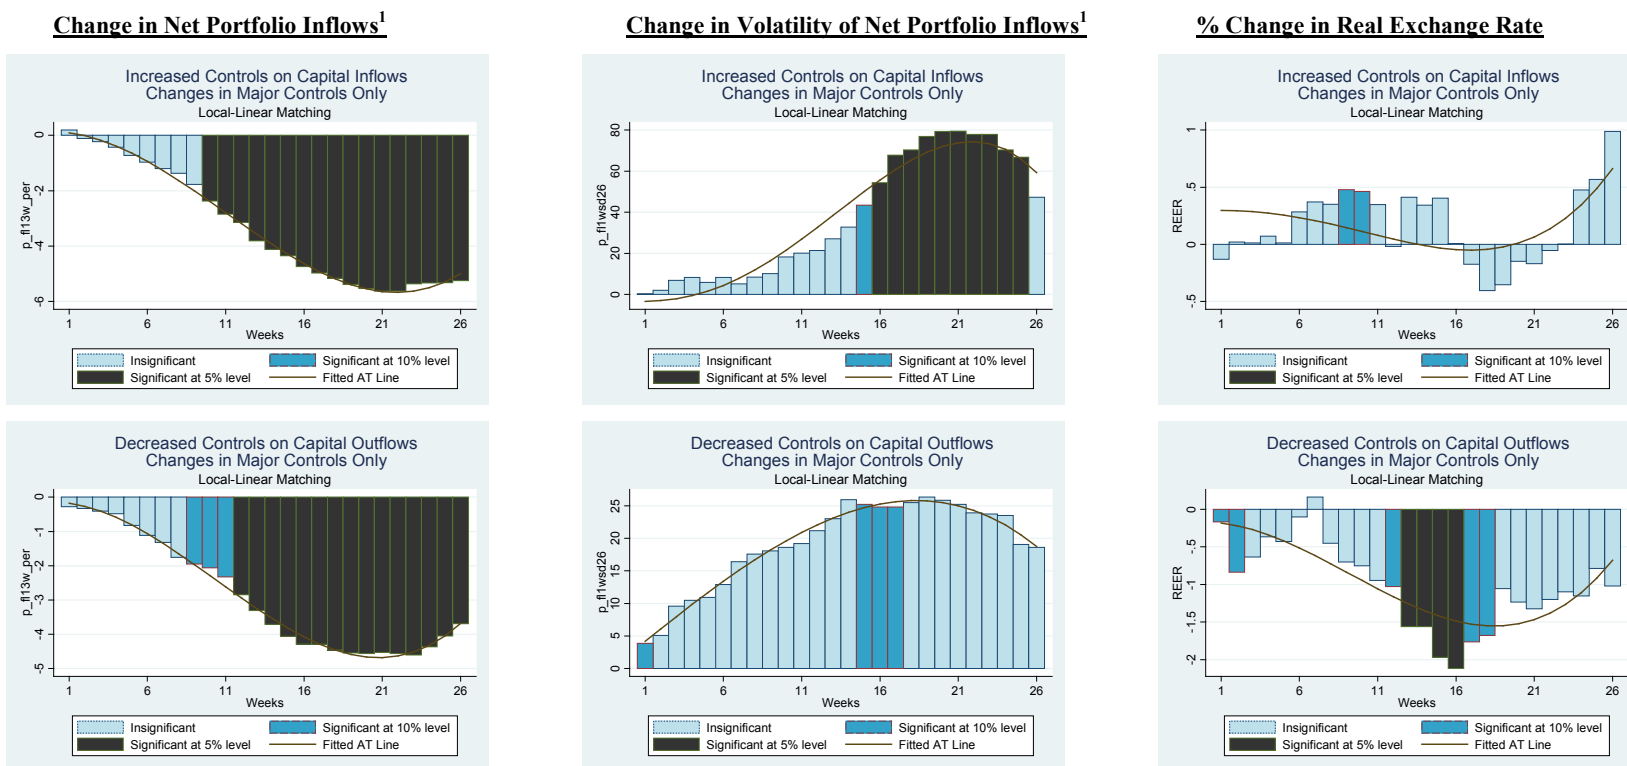 Change in Net Portfolio Inflows1
Change in Volatility of Net Portfolio Inflows1
% Change in Real Exchange Rate
Increased Controls on Capital Inflows
Changes in Major Controls Only
Local-Linear Matching
p_fl13w_per
0
-2
-4
-6
1 6 11 16 21 26
Weeks
Insignificant
Significant at 10% level
Significant at 5% level
Fitted AT Line
Increased Controls on Capital Inflows
Changes in Major Controls Only
Local-Linear Matching
p_fl1wsd26
80
60
40
20
0
1 6 11 16 21 26
Weeks
Insignificant
Significant at 10% level
Significant at 5% level
Fitted AT Line
Increased Controls on Capital Inflows
Changes in Major Controls Only
Local-Linear Matching
REER
1
.5
0
-.5
1 6 11 16 21 26
Weeks
Insignificant
Significant at 10% level
Significant at 5% level
Fitted AT Line
Decreased Controls on Capital Outflows
Changes in Major Controls Only
Local-Linear Matching
p_fl13w_per
0
-1
-2
-3
-4
-5
1 6 11 16 21 26
Weeks
Insignificant
Significant at 10% level
Significant at 5% level
Fitted AT Line
Decreased Controls on Capital Outflows
Changes in Major Controls Only
Local-Linear Matching
p_fl1wsd26
25
20
15
10
5
0
1 6 11 16 21 26
Weeks
Insignificant
Significant at 10% level
Significant at 5% level
Fitted AT Line
Decreased Controls on Capital Outflows
Changes in Major Controls Only
Local-Linear Matching
REER
0
-.5
-1
-1.5
-2
1 6 11 16 21 26
Weeks
Insignificant
Significant at 10% level
Significant at 5% level
Fitted AT Line